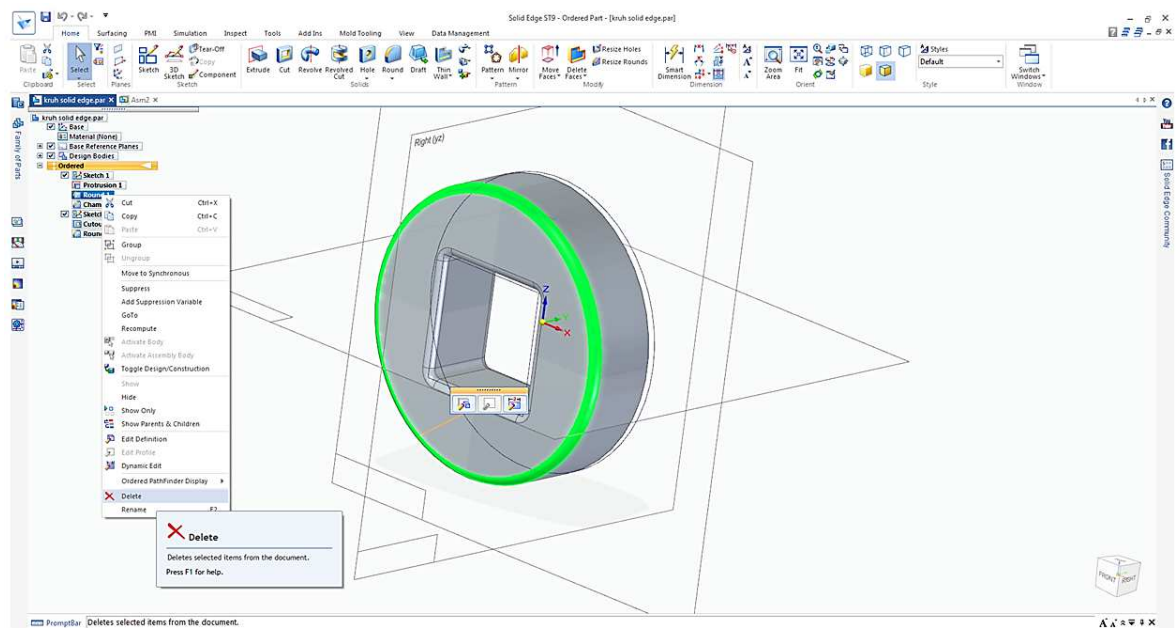 Solid Edge ST9 - Ordered Part - [kruh solid edge.par]
Home Surfacing PMI Simulation Inspect Tools Add Ins Mold Tooling View Data Management
Tear-Off
Copy
Component
Paste Select Planes Sketch 3D Sketch Extrude Cut Revolve Revolved Cut Hole Round Draft Thin Wall Pattern Mirror Move Faces Delete Faces Resize Holes
Resize Rounds
Smart Dimension Zoom Area Fit Styles
Default
Switch Windows
Clipboard Select Planes Sketch Solids Pattern Modify Dimension Orient Style Window
kruh solid edge.par Asm2
kruh solid edge.par
Base
Material (None)
Base Reference Planes
Design Bodies
Ordered
Sketch 1
Protrusion 1
Family of Parts
Solid Edge Community
Right (yz)
Cut Ctrl+X
Copy Ctrl+C
Paste Ctrl+V
Group
Ungroup
Move to Synchronous
Suppress
Add Suppression Variable
GoTo
Recompute
Activate Body
Activate Assembly Body
Toggle Design/Construction
Show
Hide
Show Only
Show Parents & Children
Edit Definition
Edit Profile
Dynamic Edit
Ordered PathFinder Display
Delete
Rename F2
Delete
Deletes selected items from the document.
Press F1 for help.
Z
Y
X
FRONT RIGHT
PromptBar Deletes selected items from the document.